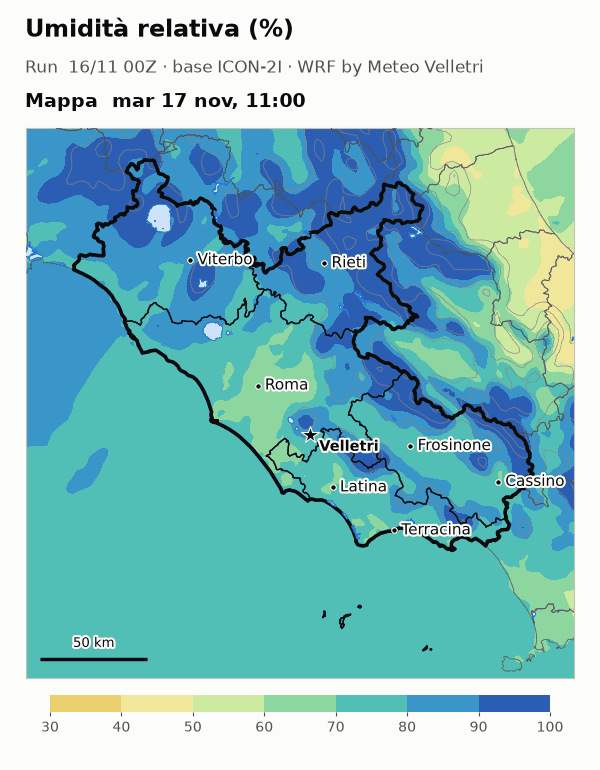 Umidità relativa (%)
Run  16/11 00Z · base ICON-2I · WRF by Meteo Velletri
Mappa  mar 17 nov, 11:00
Viterbo
Rieti
Roma
Velletri
Frosinone
Cassino
Latina
Terracina
50 km
30 40 50 60 70 80 90 100